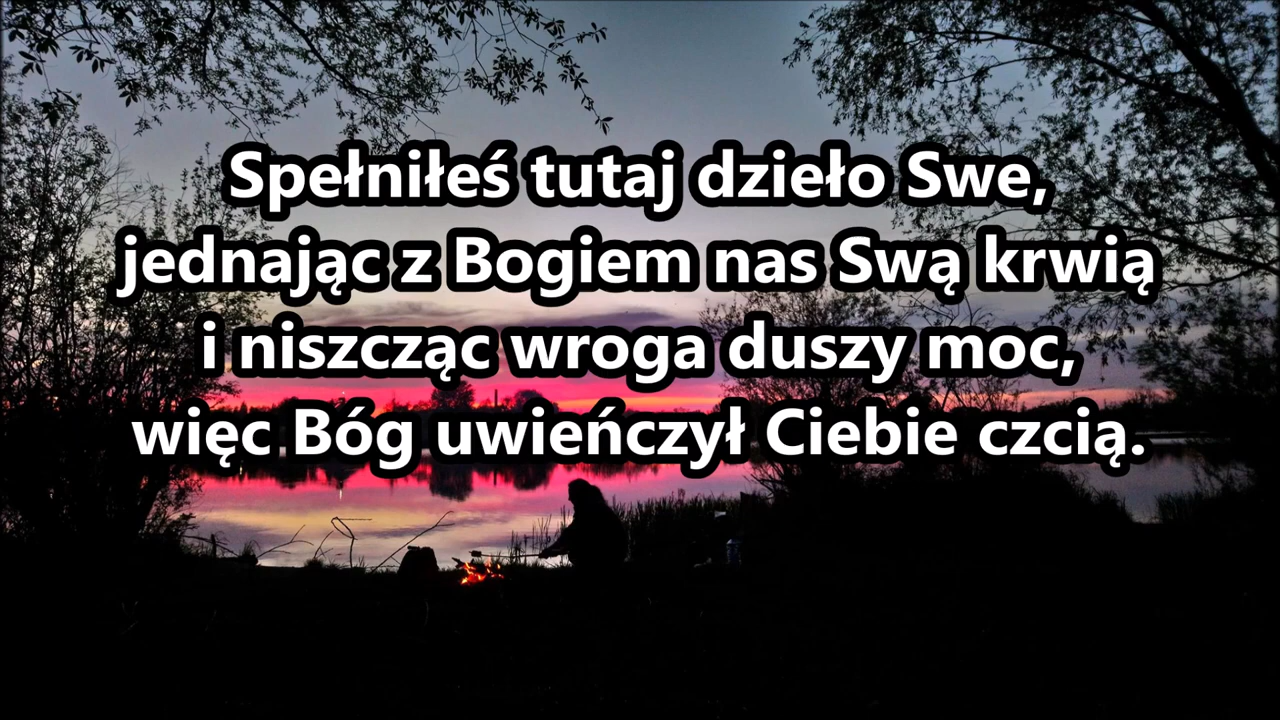 Spełniłeś tutaj dzieło Swe,
jednając z Bogiem nas Swą krwią
i niszcząc wroga duszy moc,
więc Bóg uwieńczył Ciebie czcią.